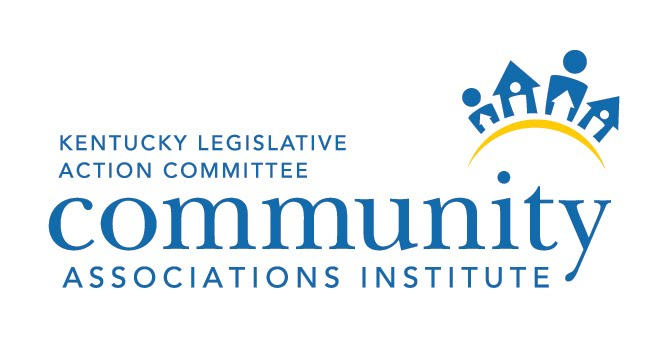 KENTUCKY LEGISLATIVE
ACTION COMMITTEE
community
ASSOCIATIONS INSTITUTE